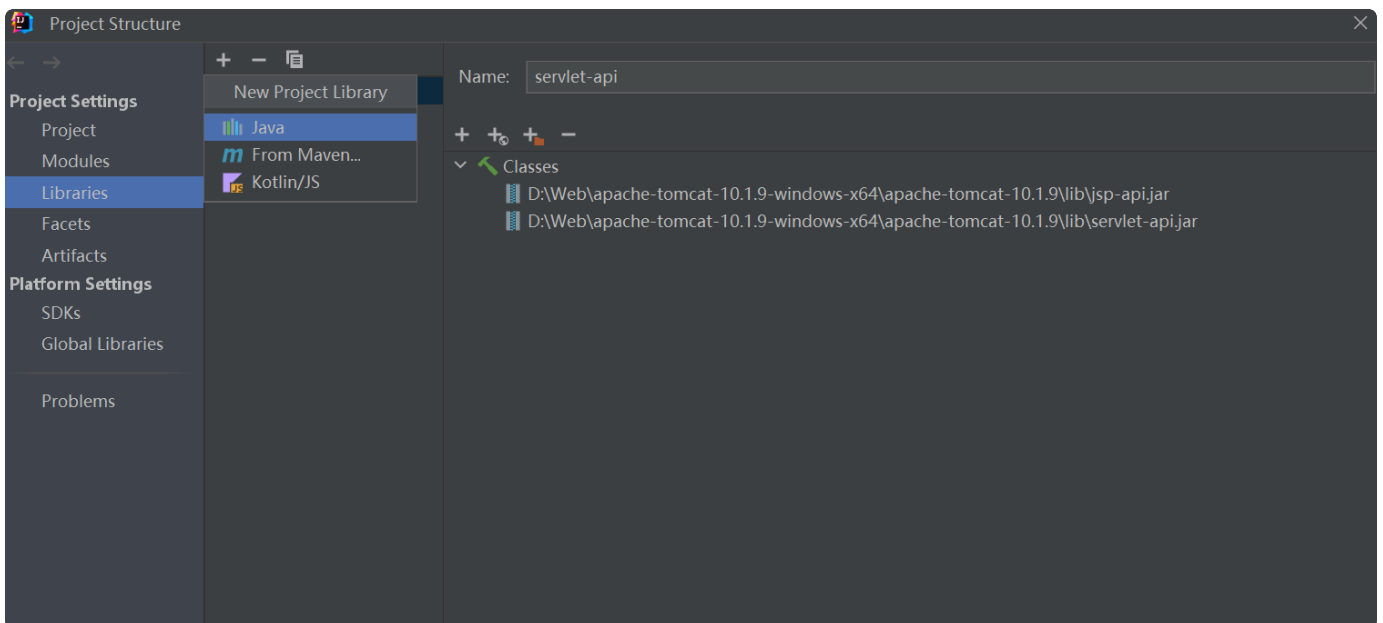 Project Structure
Project Settings
Project
Modules
Libraries
Facets
Artifacts
Platform Settings
SDKs
Global Libraries
Problems
New Project Library
Java
From Maven...
Kotlin/JS
Name: servlet-api
Classes
D:\Web\apache-tomcat-10.1.9-windows-x64\apache-tomcat-10.1.9\lib\jsp-api.jar
D:\Web\apache-tomcat-10.1.9-windows-x64\apache-tomcat-10.1.9\lib\servlet-api.jar